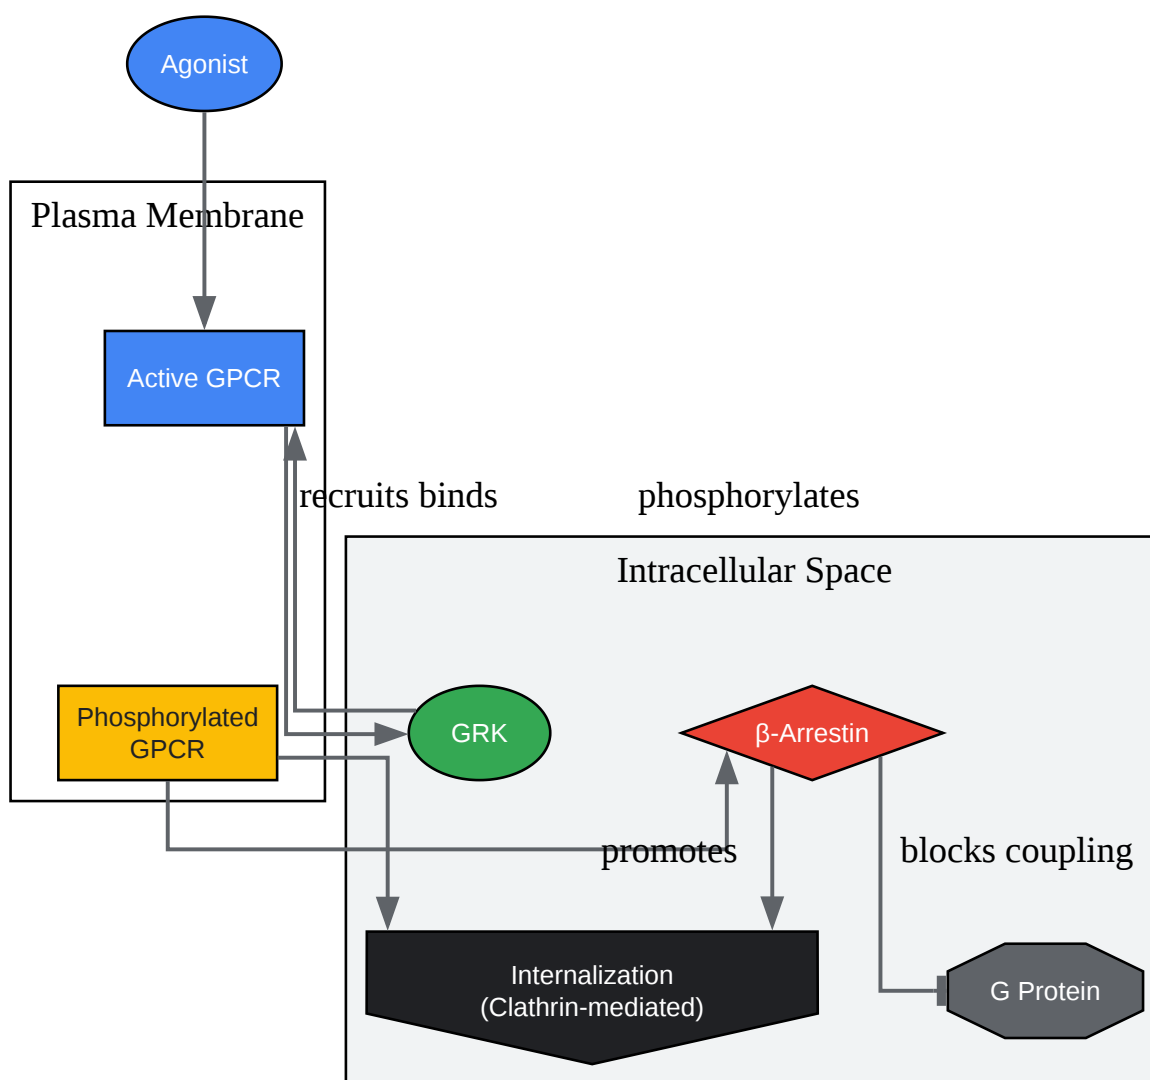 Agonist
Plasma Membrane
Active GPCR
recruits binds
phosphorylates
Intracellular Space
Phosphorylated
GPCR
GRK
β-Arrestin
promotes
blocks coupling
Internalization
(Clathrin-mediated)
G Protein